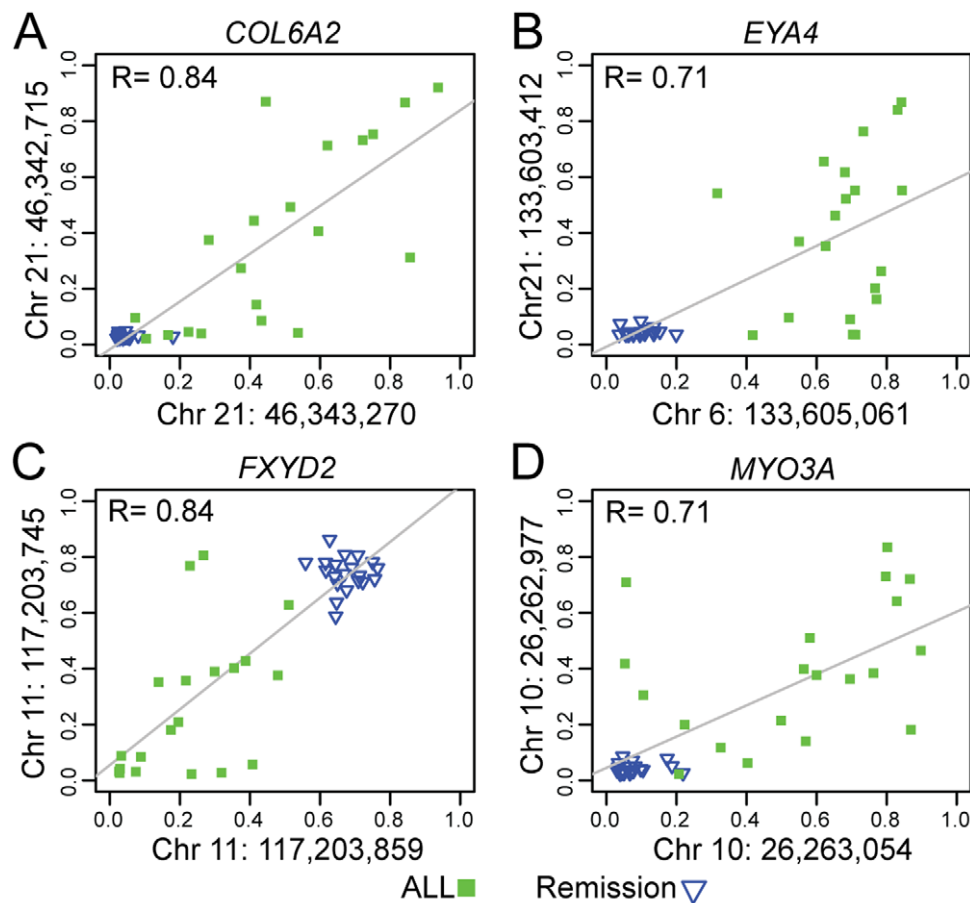 A
COL6A2
R= 0.84
Chr 21: 46,342,715
0.0 0.2 0.4 0.6 0.8 1.0
0.0 0.2 0.4 0.6 0.8 1.0
Chr 21: 46,343,270
B
EYA4
R= 0.71
Chr21: 133,603,412
0.0 0.2 0.4 0.6 0.8 1.0
0.0 0.2 0.4 0.6 0.8 1.0
Chr 6: 133,605,061
C
FXYD2
R= 0.84
Chr 11: 117,203,745
0.0 0.2 0.4 0.6 0.8 1.0
0.0 0.2 0.4 0.6 0.8 1.0
Chr 11: 117,203,859
D
MYO3A
R= 0.71
Chr 10: 26,262,977
0.0 0.2 0.4 0.6 0.8 1.0
0.0 0.2 0.4 0.6 0.8 1.0
Chr 10: 26,263,054
ALL
Remission